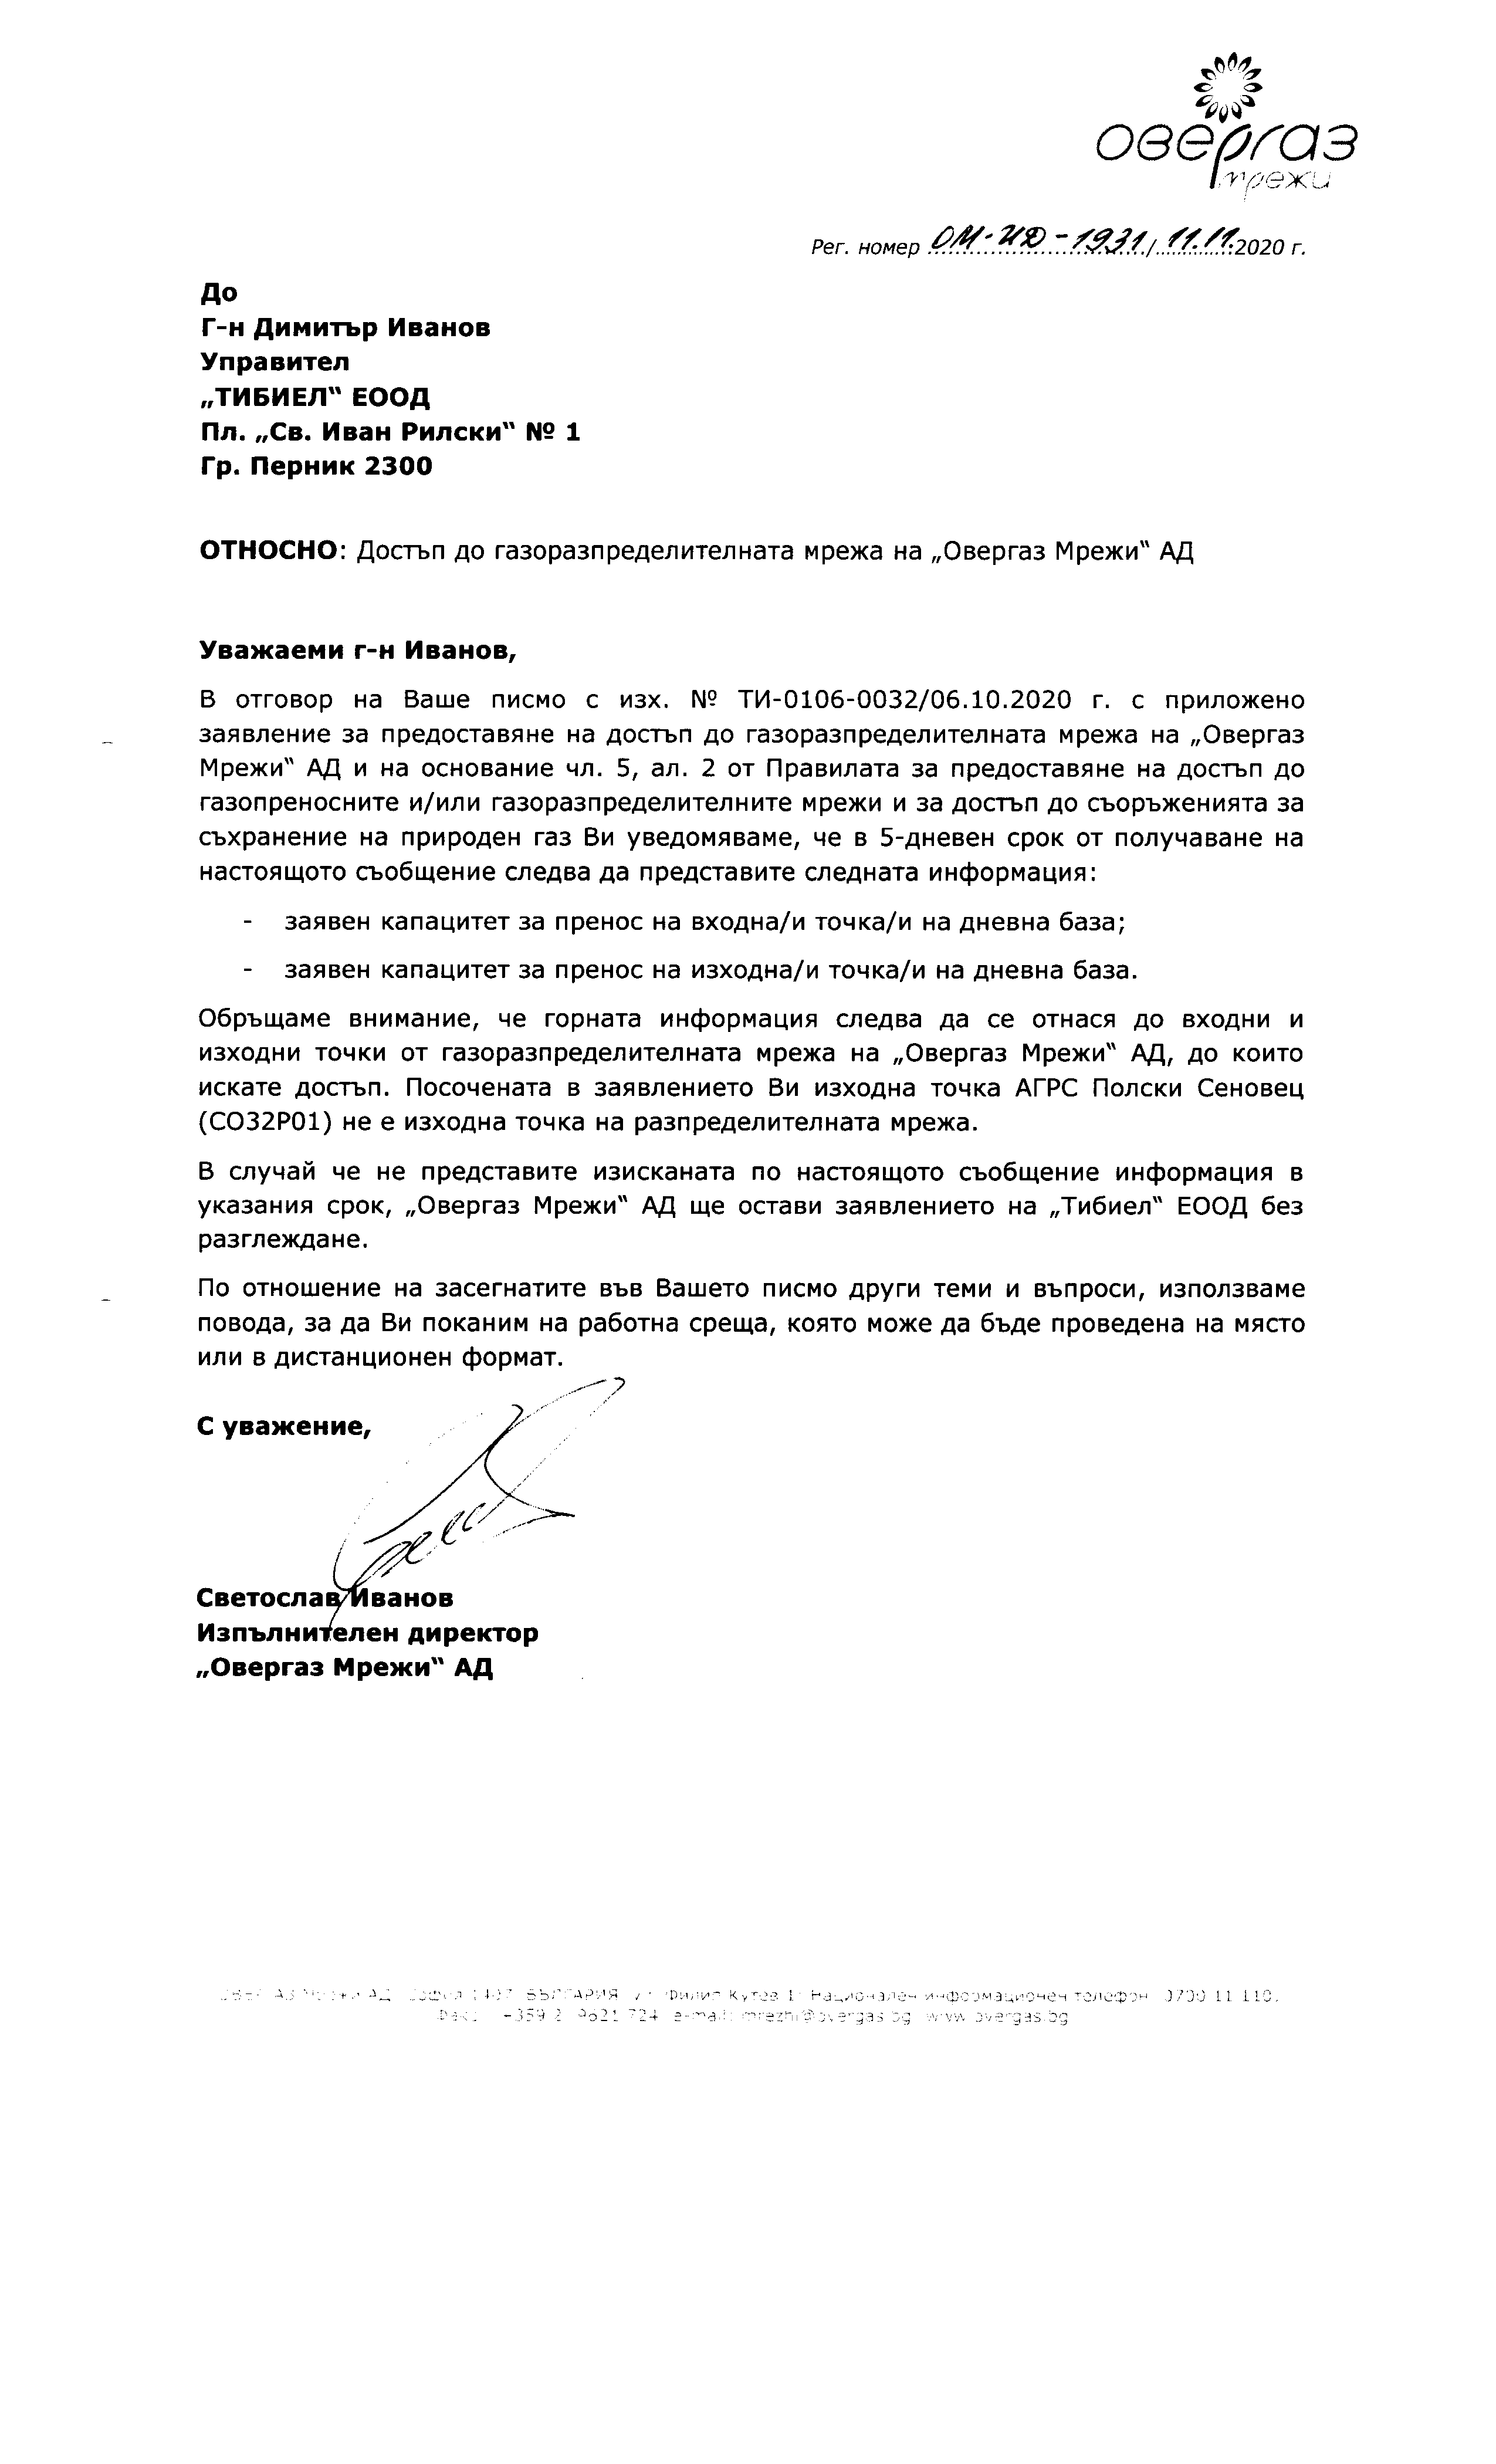 овергаз
мрежи
Рег. номер ОМ-ИД-1931/11.11.2020 г.
До
Г-н Димитър Иванов
Управител
„ТИБИЕЛ“ ЕООД
Пл. „Св. Иван Рилски“ № 1
Гр. Перник 2300
ОТНОСНО: Достъп до газоразпределителната мрежа на „Овергаз Мрежи“ АД
Уважаеми г-н Иванов,
В отговор на Ваше писмо с изх. № ТИ-0106-0032/06.10.2020 г. с приложено
заявление за предоставяне на достъп до газоразпределителната мрежа на „Овергаз
Мрежи“ АД и на основание чл. 5, ал. 2 от Правилата за предоставяне на достъп до
газопреносните и/или газоразпределителните мрежи и за достъп до съоръженията за
съхранение на природен газ Ви уведомяваме, че в 5-дневен срок от получаване на
настоящото съобщение следва да представите следната информация:
- заявен капацитет за пренос на входна/и точка/и на дневна база;
- заявен капацитет за пренос на изходна/и точка/и на дневна база.
Обръщаме внимание, че горната информация следва да се отнася до входни и
изходни точки от газоразпределителната мрежа на „Овергаз Мрежи“ АД, до които
искате достъп. Посочената в заявлението Ви изходна точка АГРС Полски Сеновец
(СО32Р01) не е изходна точка на разпределителната мрежа.
В случай че не представите изисканата по настоящото съобщение информация в
указания срок, „Овергаз Мрежи“ АД ще остави заявлението на „Тибиел“ ЕООД без
разглеждане.
По отношение на засегнатите във Вашето писмо други теми и въпроси, използваме
повода, за да Ви поканим на работна среща, която може да бъде проведена на място
или в дистанционен формат.
С уважение,
Светослав Иванов
Изпълнителен директор
„Овергаз Мрежи“ АД
АД София 1407 БЪЛГАРИЯ Филип Кутев 1 Национален информационен телефон 0700 11 110.
+359 2 9621 724 e-mail: mrezhi@overgas.bg www.overgas.bg